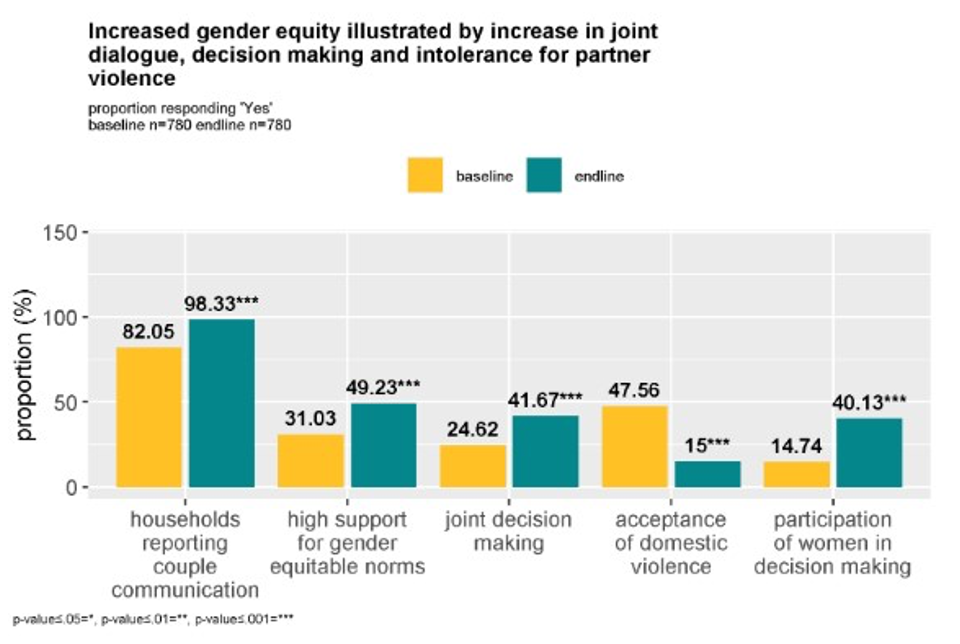 Increased gender equity illustrated by increase in joint
dialogue, decision making and intolerance for partner
violence
proportion responding 'Yes'
baseline n=780 endline n=780
baseline endline
proportion (%)
150
100
50
0
82.05 98.33***
31.03 49.23***
24.62 41.67***
47.56 15***
14.74 40.13***
households
reporting
couple
communication
high support
for gender
equitable norms
joint decision
making
acceptance
of domestic
violence
participation
of women in
decision making
p-value≤.05=*, p-value≤.01=**, p-value≤.001=***